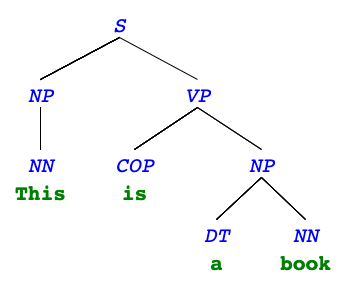 S
NP VP
NN COP NP
This is
DT NN
a book